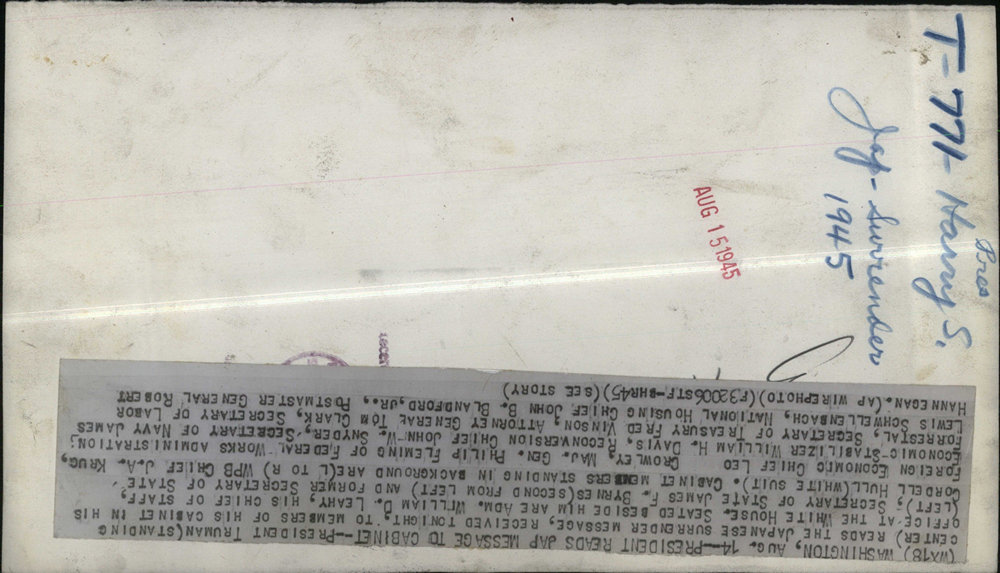 T-771-Harry S.
Pres
Jap-Surrender
1945
AUG 15 1945
(WX18) WASHINGTON, AUG. 14--PRESIDENT READS JAP MESSAGE TO CABINET--PRESIDENT TRUMAN(STANDING
CENTER) READS THE JAPANESE SURRENDER MESSAGE, RECEIVED TONIGHT, TO MEMBERS OF HIS CABINET IN HIS
OFFICE AT THE WHITE HOUSE. SEATED BESIDE HIM ARE ADM. WILLIAM D. LEAHY, HIS CHIEF OF STAFF,
(LEFT), SECRETARY OF STATE JAMES F. BYRNES(SECOND FROM LEFT) AND FORMER SECRETARY OF STATE
CORDELL HULL(WHITE SUIT). CABINET MEMBERS STANDING IN BACKGROUND ARE(L TO R) WPB CHIEF J.A. KRUG,
FOREIGN ECONOMIC CHIEF LEO CROWLEY, MAJ. GEN. PHILIP FLEMING OF FEDERAL WORKS ADMINISTRATION;
ECONOMIC STABILIZER WILLIAM H. DAVIS, RECONVERSION CHIEF JOHN W. SNYDER, SECRETARY OF NAVY JAMES
FORRESTAL, SECRETARY OF TREASURY FRED VINSON, ATTORNEY GENERAL TOM CLARK, SECRETARY OF LABOR
LEWIS SCHWELLENBACH, NATIONAL HOUSING CHIEF JOHN B. BLANDFORD, JR., POSTMASTER GENERAL ROBERT
HANNEGAN. (AP WIREPHOTO)(E32006STF-BHR45)(SEE STORY)